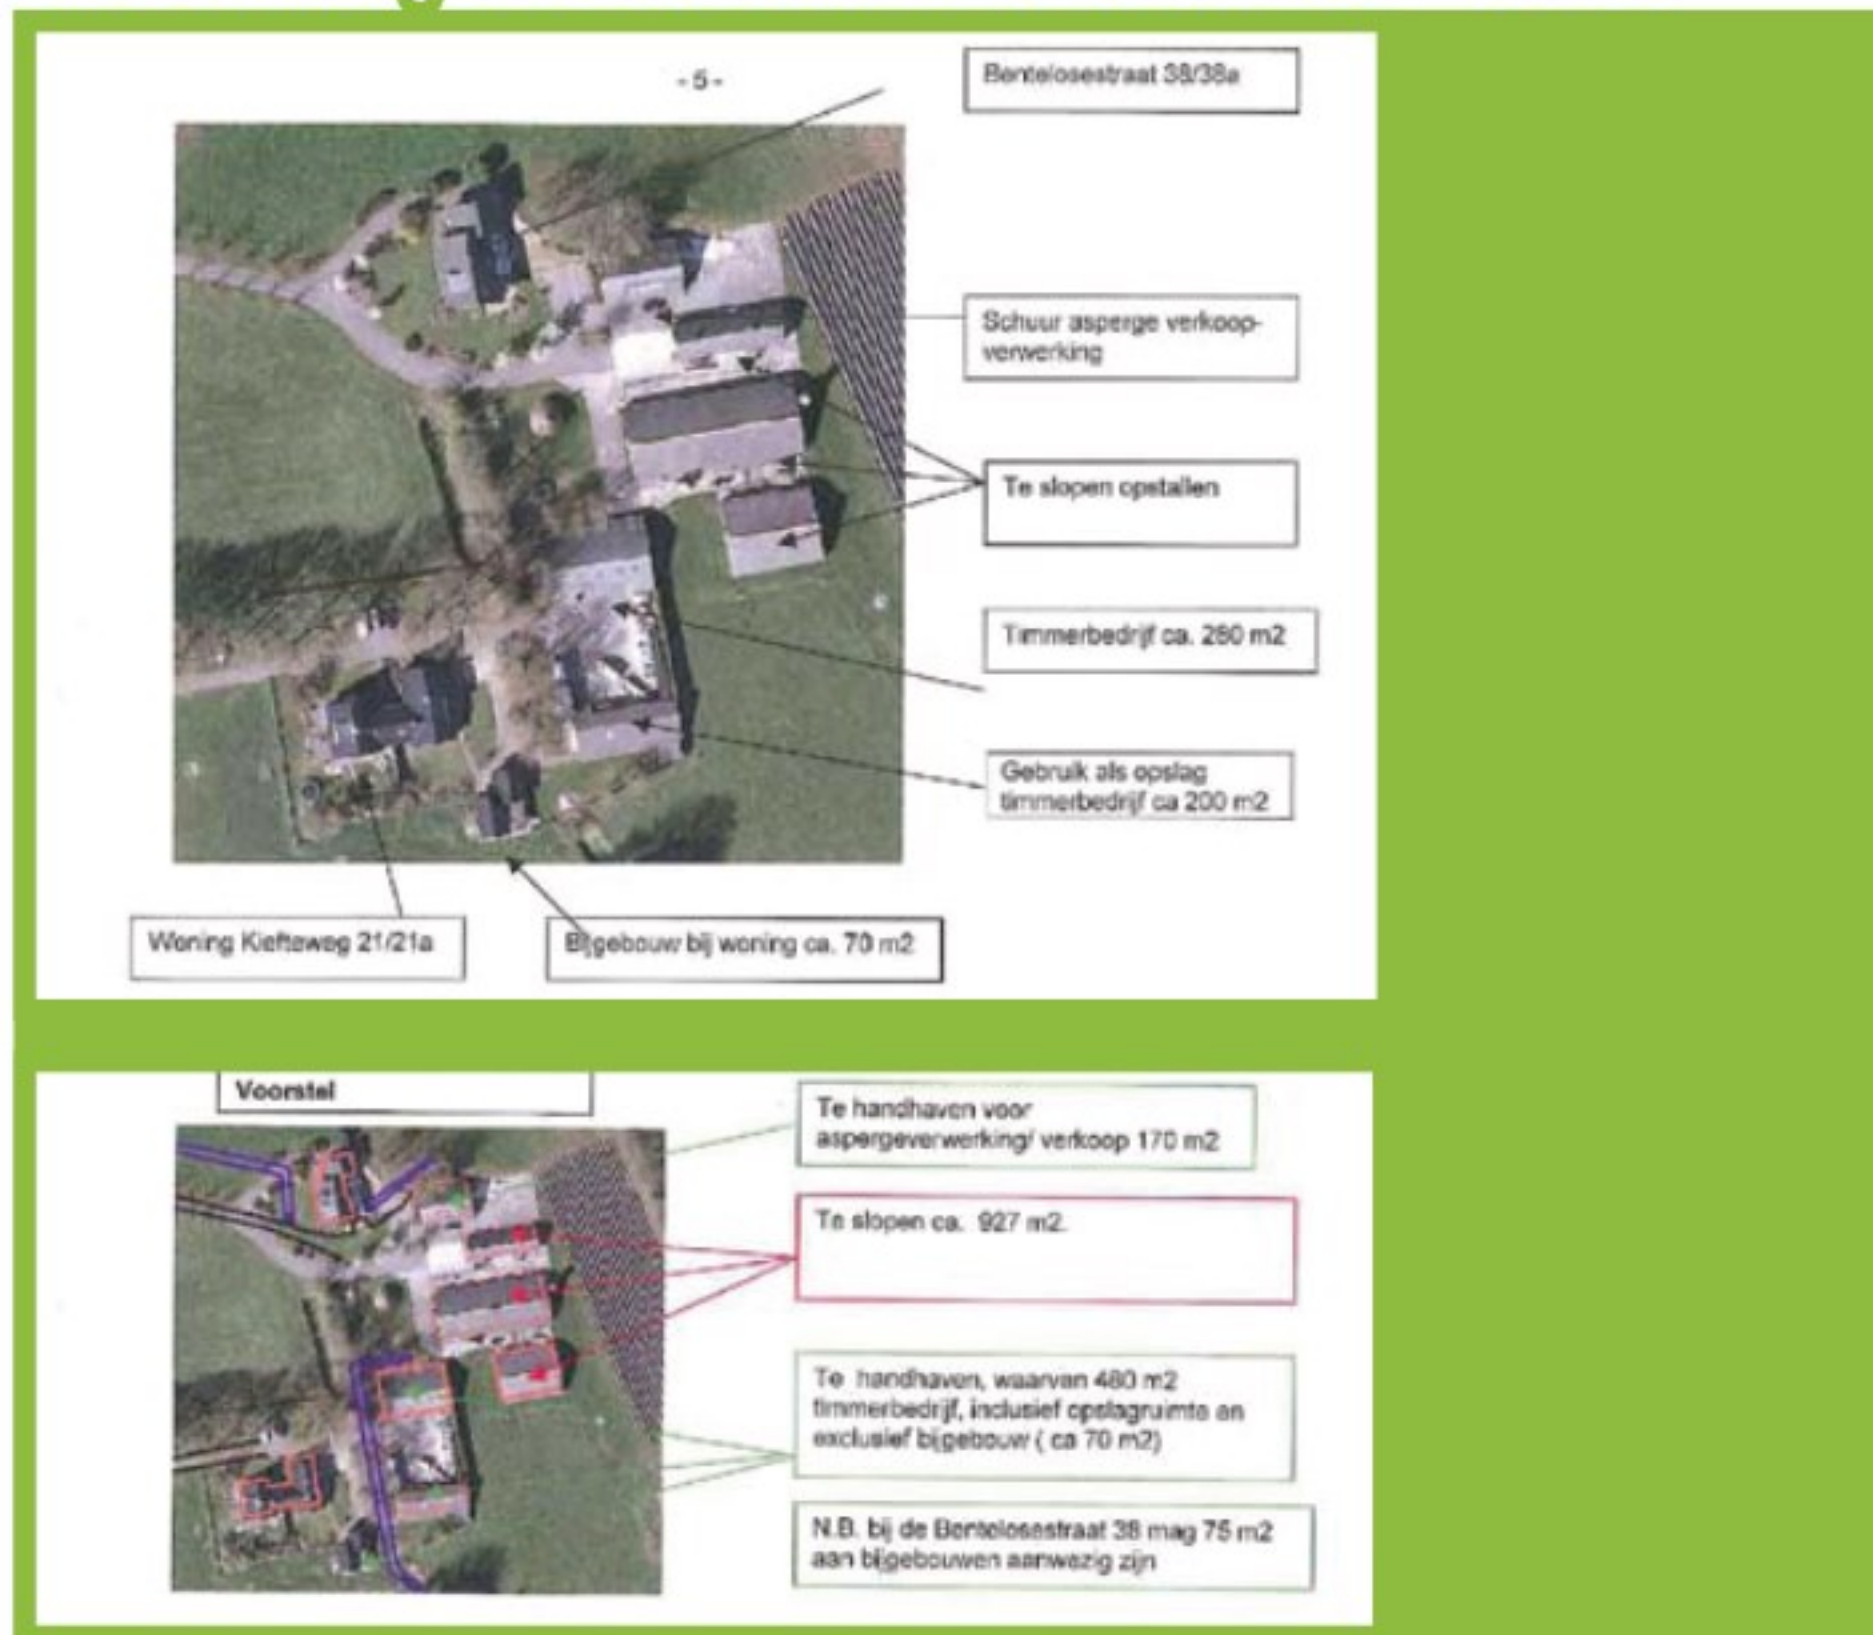 - 5 -
Bentelosestraat 38/38a
Schuur asperge verkoop-
verwerking
Te slopen opstallen
Timmerbedrijf ca. 280 m2
Gebruik als opslag
timmerbedrijf ca 200 m2
Woning Kiefteweg 21/21a
Bijgebouw bij woning ca. 70 m2
Voorstel
Te handhaven voor
aspergeverwerking/ verkoop 170 m2
Te slopen ca. 927 m2.
Te handhaven, waarvan 480 m2
timmerbedrijf, inclusief opslagruimte en
exclusief bijgebouw ( ca 70 m2)
N.B. bij de Bentelosestraat 38 mag 75 m2
aan bijgebouwen aanwezig zijn